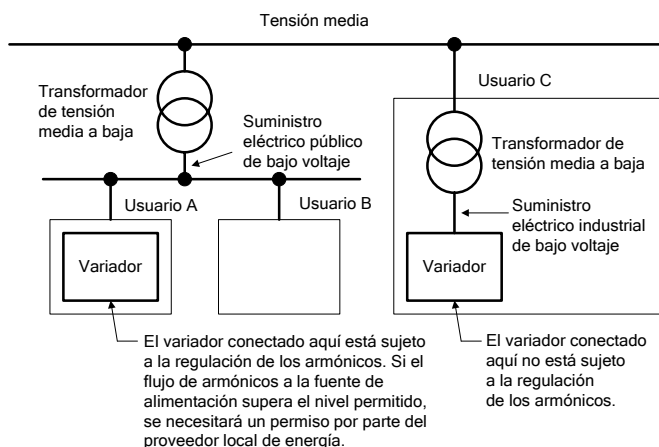 Tensión media
Transformador
de tensión
media a baja
Suministro
eléctrico público
de bajo voltaje
Usuario A
Usuario B
Variador
El variador conectado aquí está sujeto
a la regulación de los armónicos. Si el
flujo de armónicos a la fuente de
alimentación supera el nivel permitido,
se necesitará un permiso por parte del
proveedor local de energía.
Usuario C
Transformador de
tensión media a baja
Suministro
eléctrico industrial
de bajo voltaje
Variador
El variador conectado
aquí no está sujeto
a la regulación
de los armónicos.